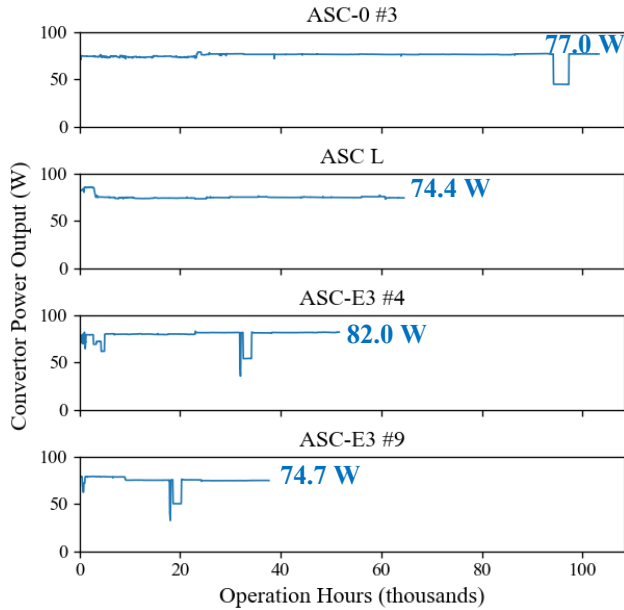 ASC-0 #3
100
50
0
77.0 W
ASC L
100
50
0
74.4 W
ASC-E3 #4
100
50
0
82.0 W
ASC-E3 #9
100
50
0
74.7 W
0 20 40 60 80 100
Operation Hours (thousands)
Convertor Power Output (W)